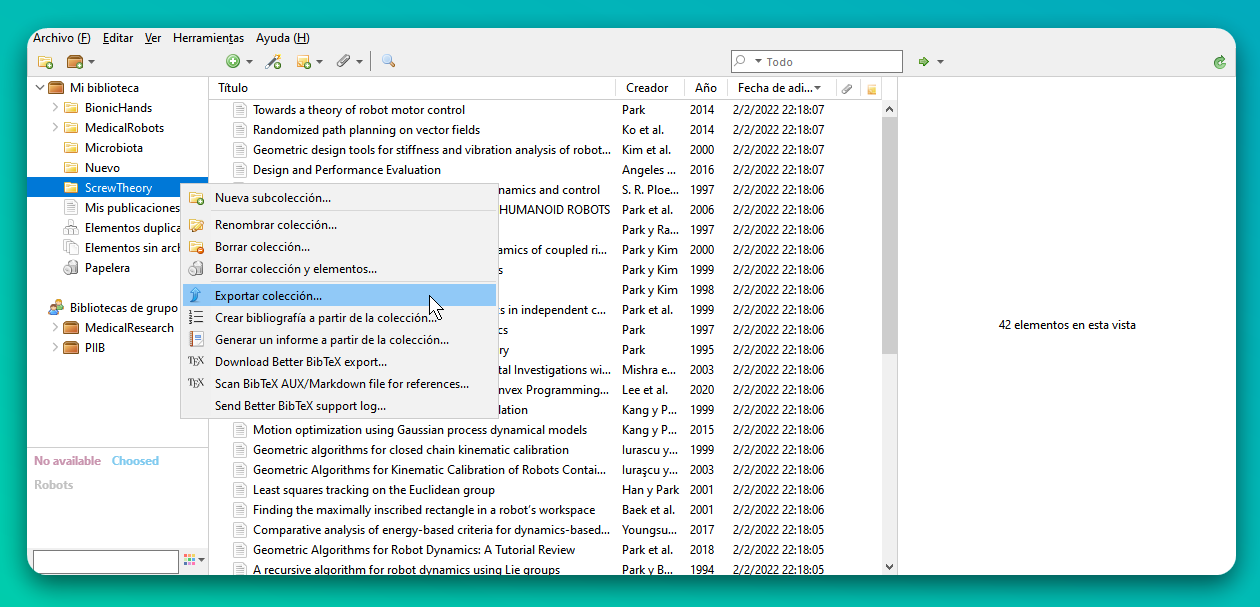 Archivo (F) Editar Ver Herramientas Ayuda (H)
Todo
Mi biblioteca
BionicHands
MedicalRobots
Microbiota
Nuevo
ScrewTheory
Mis publicaciones
Elementos duplica
Elementos sin arch
Papelera
Bibliotecas de grupo
MedicalResearch
PIIB
No available Choosed
Robots
Nueva subcolección...
Renombrar colección...
Borrar colección...
Borrar colección y elementos...
Exportar colección...
Crear bibliografía a partir de la colección...
Generar un informe a partir de la colección...
Download Better BibTeX export...
Scan BibTeX AUX/Markdown file for references...
Send Better BibTeX support log...
Título Creador Año Fecha de adi...
Towards a theory of robot motor control Park 2014 2/2/2022 22:18:07
Randomized path planning on vector fields Ko et al. 2014 2/2/2022 22:18:07
Geometric design tools for stiffness and vibration analysis of robot... Kim et al. 2000 2/2/2022 22:18:07
Design and Performance Evaluation Angeles ... 2016 2/2/2022 22:18:07
namics and control S. R. Ploe... 1997 2/2/2022 22:18:06
HUMANOID ROBOTS Park et al. 2006 2/2/2022 22:18:06
Park y Ra... 1997 2/2/2022 22:18:06
amics of coupled ri... Park y Kim 2000 2/2/2022 22:18:06
s Park y Kim 1999 2/2/2022 22:18:06
Park y Kim 1998 2/2/2022 22:18:06
s in independent c... Park et al. 1999 2/2/2022 22:18:06
cs Park 1997 2/2/2022 22:18:06
ry Park 1995 2/2/2022 22:18:06
tal Investigations wi... Mishra e... 2003 2/2/2022 22:18:06
nvex Programming... Lee et al. 2020 2/2/2022 22:18:06
lation Kang y P... 1999 2/2/2022 22:18:06
Motion optimization using Gaussian process dynamical models Kang y P... 2015 2/2/2022 22:18:06
Geometric algorithms for closed chain kinematic calibration Iurascu y... 1999 2/2/2022 22:18:06
Geometric Algorithms for Kinematic Calibration of Robots Contai... Iuraşcu y... 2003 2/2/2022 22:18:06
Least squares tracking on the Euclidean group Han y Park 2001 2/2/2022 22:18:06
Finding the maximally inscribed rectangle in a robot's workspace Baek et al. 2001 2/2/2022 22:18:06
Comparative analysis of energy-based criteria for dynamics-based... Youngsu... 2017 2/2/2022 22:18:05
Geometric Algorithms for Robot Dynamics: A Tutorial Review Park et al. 2018 2/2/2022 22:18:05
A recursive algorithm for robot dynamics using Lie groups Park y B... 1994 2/2/2022 22:18:05
42 elementos en esta vista